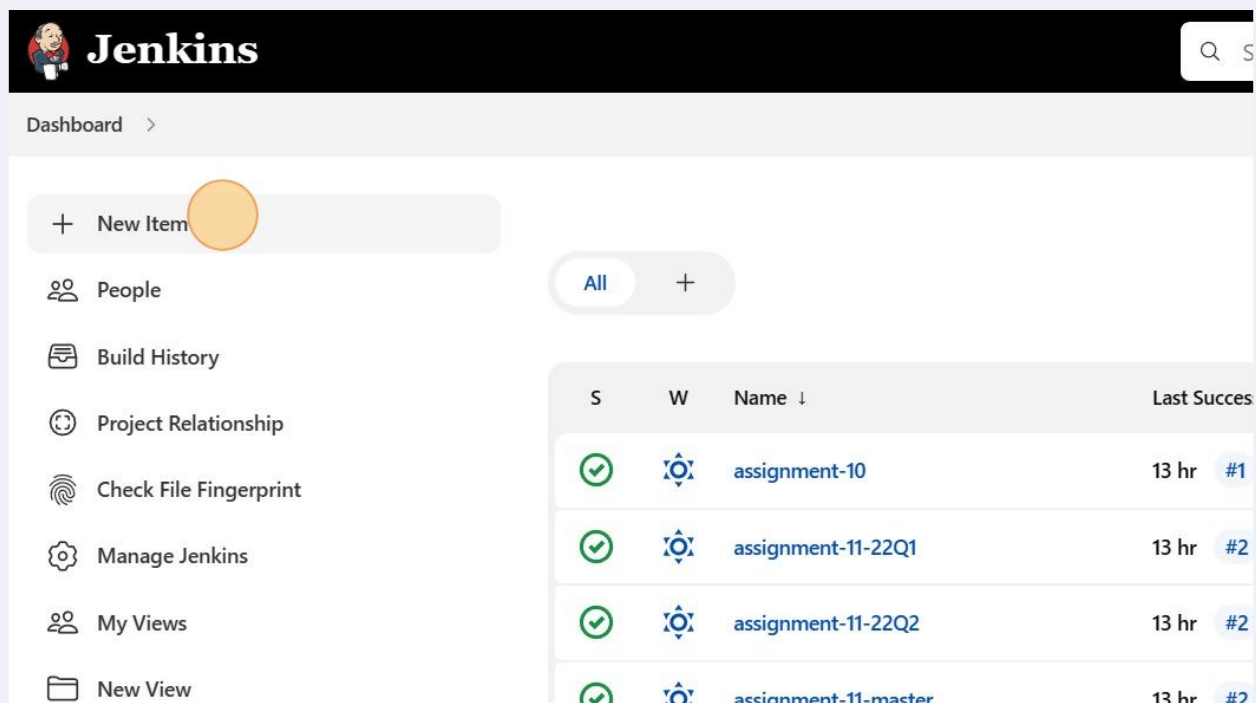 Jenkins
S
Dashboard
New Item
People
Build History
Project Relationship
Check File Fingerprint
Manage Jenkins
My Views
New View
All
S W Name ↓ Last Succes
assignment-10 13 hr #1
assignment-11-22Q1 13 hr #2
assignment-11-22Q2 13 hr #2
assignment-11-master 13 hr #2